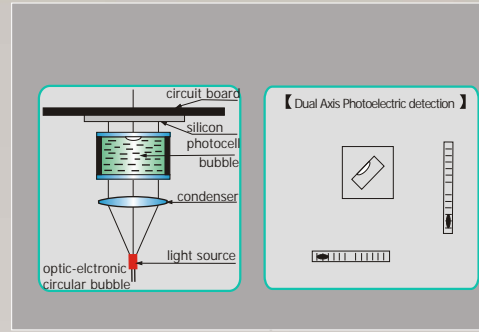 circuit board
silicon
photocell
bubble
condenser
light source
optic-elctronic
circular bubble
【 Dual Axis Photoelectric detection 】